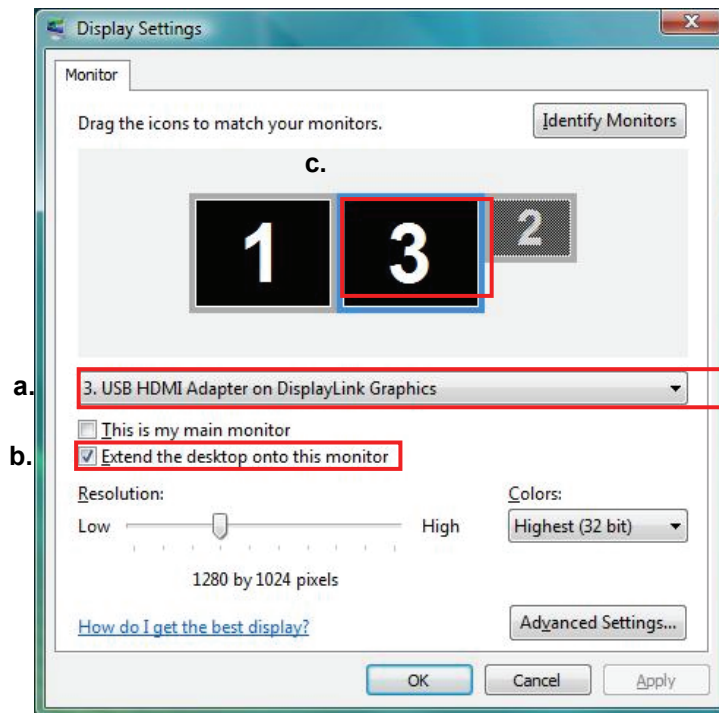 Display Settings
Monitor
Drag the icons to match your monitors.
Identify Monitors
c.
1
3
2
a.
3. USB HDMI Adapter on DisplayLink Graphics
This is my main monitor
b.
Extend the desktop onto this monitor
Resolution:
Colors:
Low
High
Highest (32 bit)
1280 by 1024 pixels
How do I get the best display?
Advanced Settings...
OK
Cancel
Apply